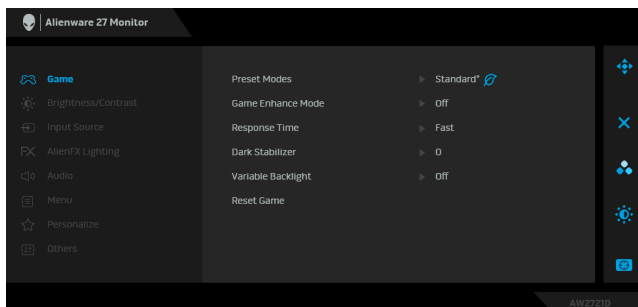 Alienware 27 Monitor
Game
Preset Modes Standard*
Brightness/Contrast
Game Enhance Mode Off
Input Source
Response Time Fast
AlienFX Lighting
Dark Stabilizer 0
Audio
Variable Backlight Off
Menu
Reset Game
Personalize
Others
AW2721D